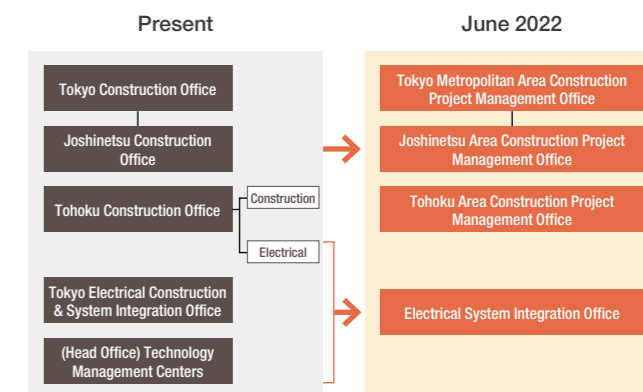 Present
June 2022
Tokyo Construction Office
Tokyo Metropolitan Area Construction
Project Management Office
Joshinetsu Construction
Office
Joshinetsu Area Construction Project
Management Office
Tohoku Construction Office
Construction
Electrical
Tohoku Area Construction Project
Management Office
Tokyo Electrical Construction
& System Integration Office
Electrical System Integration Office
(Head Office) Technology
Management Centers